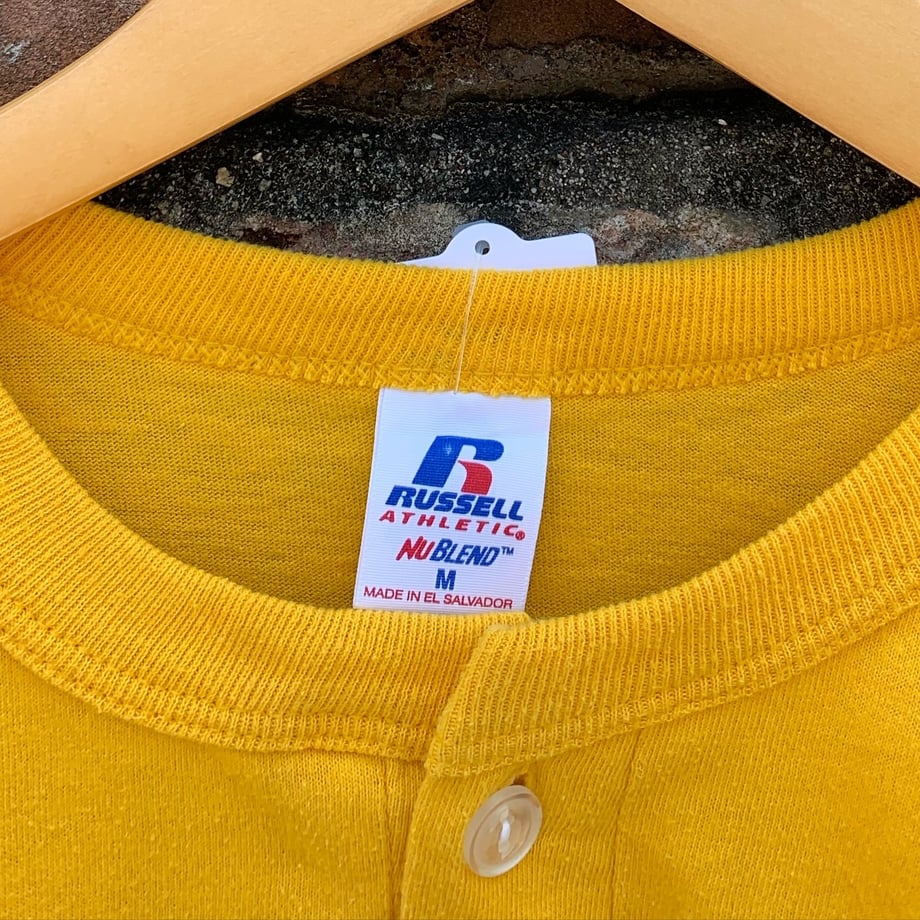 R
RUSSELL
ATHLETIC®
NUBLEND™
M
MADE IN EL SALVADOR